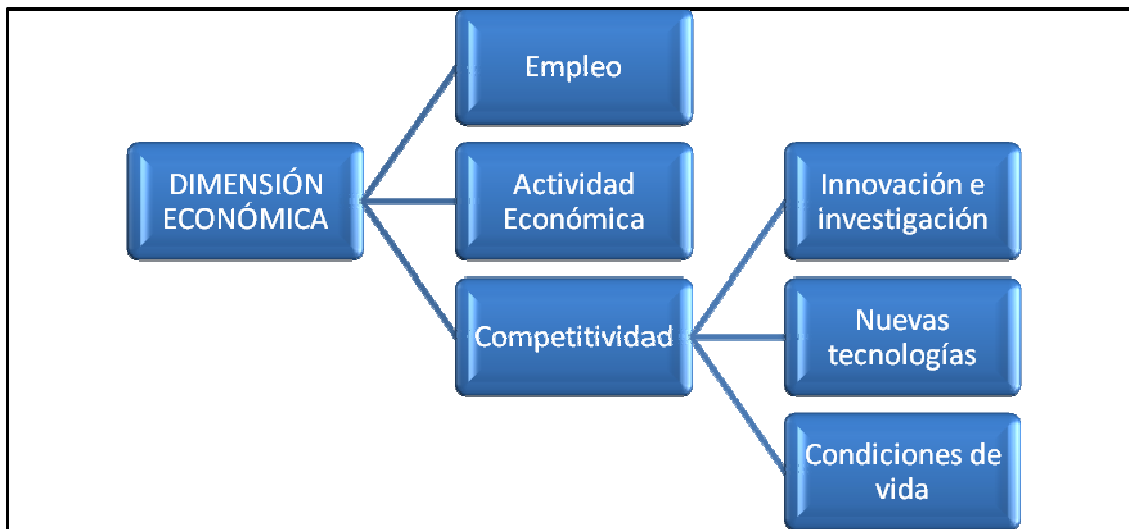 Empleo
DIMENSIÓN
ECONÓMICA
Actividad
Económica
Competitividad
Innovación e
investigación
Nuevas
tecnologías
Condiciones de
vida